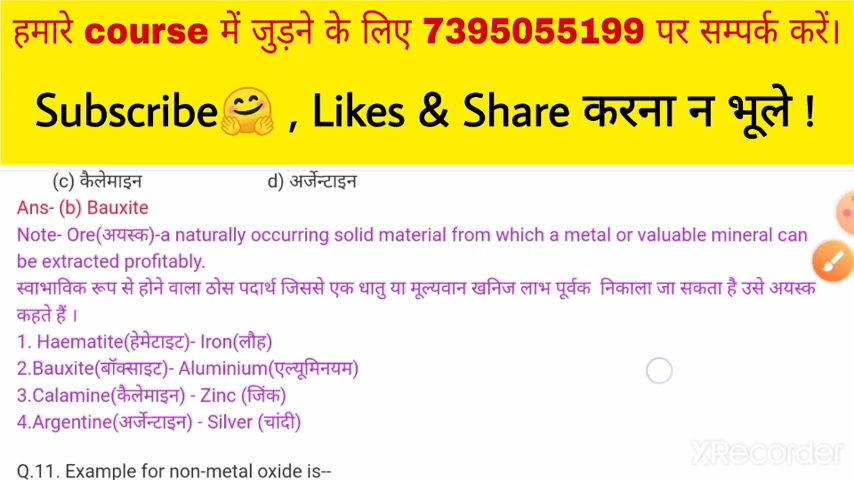 हमारे course में जुड़ने के लिए 7395055199 पर सम्पर्क करें।
Subscribe🤗 , Likes & Share करना न भूले !
(c) कैलेमाइन d) अर्जेन्टाइन
Ans- (b) Bauxite
Note- Ore(अयस्क)-a naturally occurring solid material from which a metal or valuable mineral can
be extracted profitably.
स्वाभाविक रूप से होने वाला ठोस पदार्थ जिससे एक धातु या मूल्यवान खनिज लाभ पूर्वक निकाला जा सकता है उसे अयस्क
कहते हैं ।
1. Haematite(हेमेटाइट)- Iron(लौह)
2.Bauxite(बॉक्साइट)- Aluminium(एल्यूमिनयम)
3.Calamine(कैलेमाइन) - Zinc (जिंक)
4.Argentine(अर्जेन्टाइन) - Silver (चांदी)
XRecorder
Q.11. Example for non-metal oxide is--